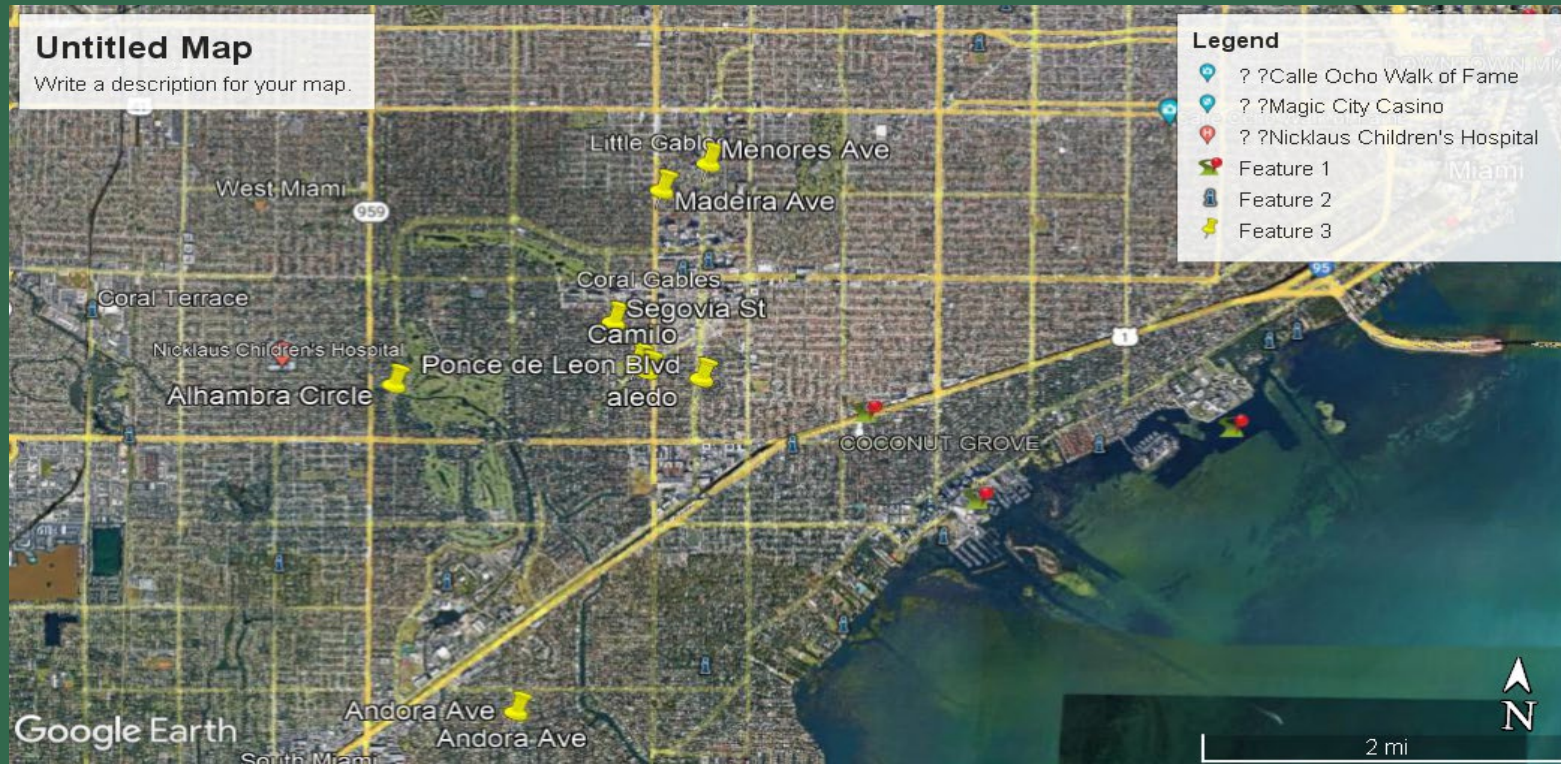 Untitled Map
Write a description for your map.
Legend
? ?Calle Ocho Walk of Fame
? ?Magic City Casino
? ?Nicklaus Children's Hospital
Feature 1
Feature 2
Feature 3
Miami
Menores Ave
West Miami
Madeira Ave
959
95
Coral Gables
Coral Terrace
Segovia St
Camilo
1
Nicklaus Children's Hospital
Ponce de Leon Blvd
Alhambra Circle
aledo
COCONUT GROVE
Andora Ave
Andora Ave
Google Earth
South Miami
N
2 mi